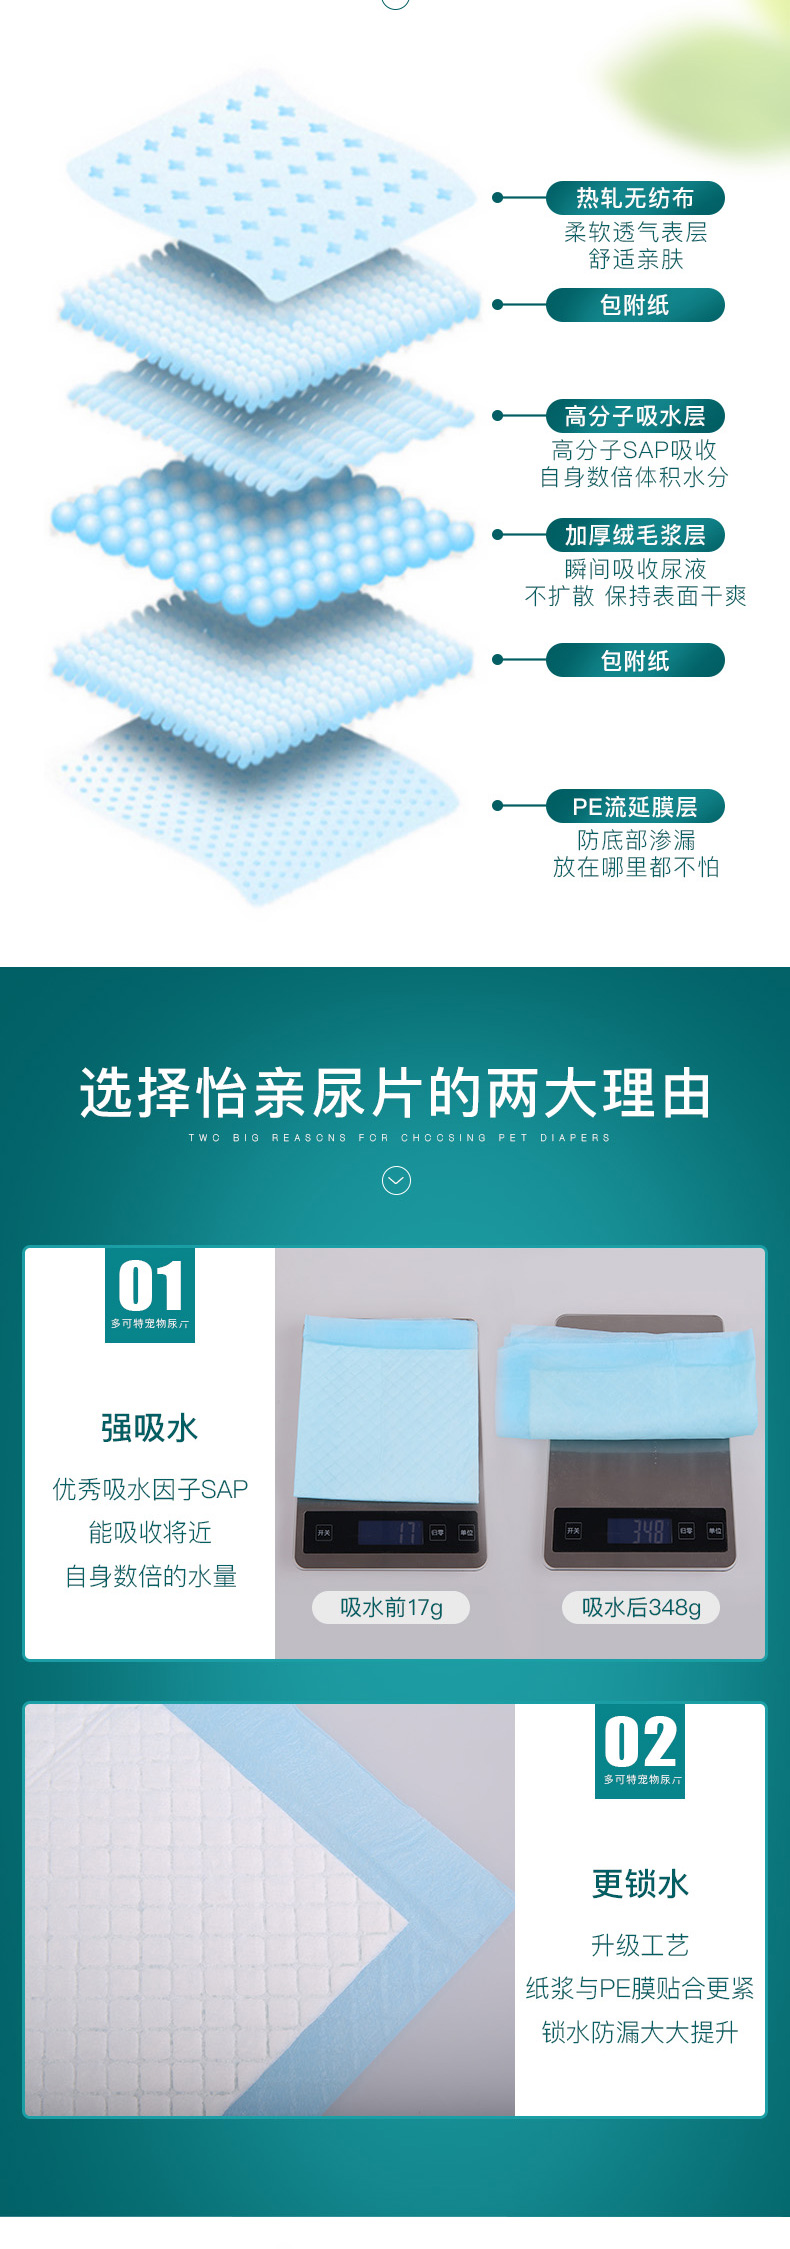 热轧无纺布
柔软透气表层
舒适亲肤
包附纸
高分子吸水层
高分子SAP吸收
自身数倍体积水分
加厚绒毛浆层
瞬间吸收尿液
不扩散 保持表面干爽
包附纸
PE流延膜层
防底部渗漏
放在哪里都不怕
选择怡亲尿片的两大理由
TWO BIG REASONS FOR CHOOSING PET DIAPERS
01
多可特宠物尿片
强吸水
优秀吸水因子SAP
能吸收将近
自身数倍的水量
开关
17
归零
单位
开关
348
归零
单位
吸水前17g
吸水后348g
02
多可特宠物尿片
更锁水
升级工艺
纸浆与PE膜贴合更紧
锁水防漏大大提升